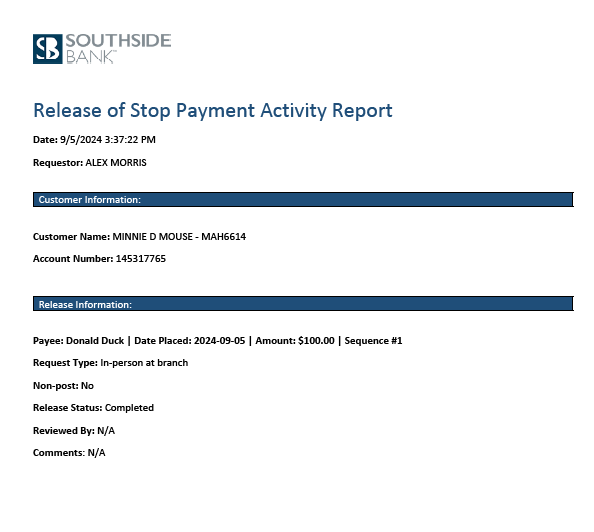 SB SOUTHSIDE
BANK™
Release of Stop Payment Activity Report
Date: 9/5/2024 3:37:22 PM
Requestor: ALEX MORRIS
Customer Information:
Customer Name: MINNIE D MOUSE - MAH6614
Account Number: 145317765
Release Information:
Payee: Donald Duck | Date Placed: 2024-09-05 | Amount: $100.00 | Sequence #1
Request Type: In-person at branch
Non-post: No
Release Status: Completed
Reviewed By: N/A
Comments: N/A